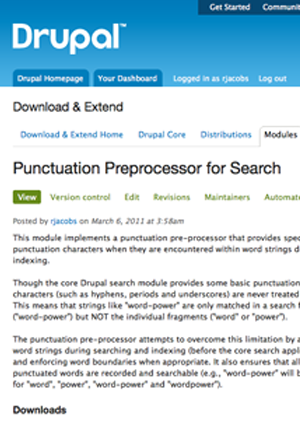 Get Started Communit
Drupal™
Drupal Homepage Your Dashboard Logged in as rjacobs Log out
Download & Extend
Download & Extend Home Drupal Core Distributions Modules
Punctuation Preprocessor for Search
View Version control Edit Revisions Maintainers Automate
Posted by rjacobs on March 6, 2011 at 3:58am
This module implements a punctuation pre-processor that provides spec
punctuation characters when they are encountered within word strings d
indexing.
Though the core Drupal search module provides some basic punctuation
characters (such as hyphens, periods and underscores) are never treated
This means that strings like "word-power" are only matched in a search f
("word-power") but NOT the individual fragments ("word" or "power").
The punctuation pre-processor attempts to overcome this limitation by a
word strings during searching and indexing (before the core search appl
and enforcing word boundaries when appropriate. It also ensures that al
punctuated words are recorded and searchable (e.g., "word-power" will b
for "word", "power", "word-power" and "wordpower").
Downloads